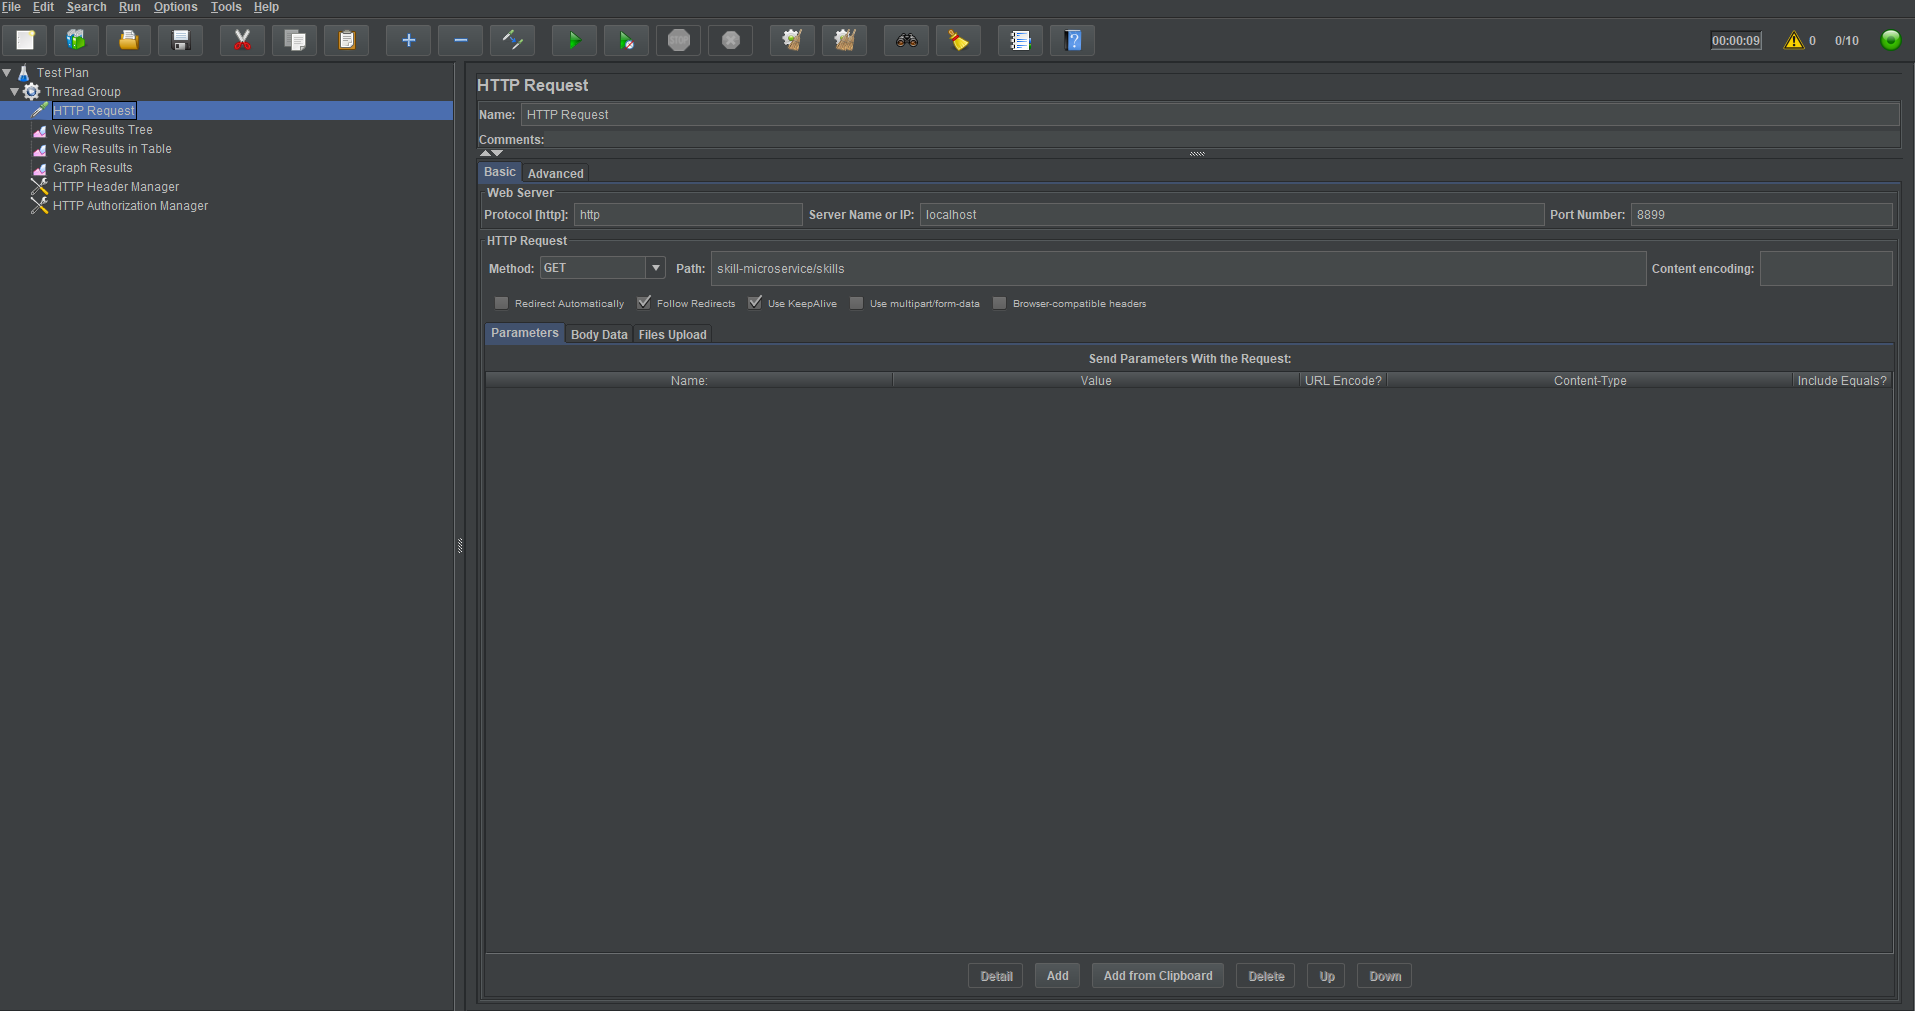 File Edit Search Run Options Tools Help
STOP
00:00:09 0 0/10
Test Plan
Thread Group
HTTP Request
View Results Tree
View Results in Table
Graph Results
HTTP Header Manager
HTTP Authorization Manager
HTTP Request
Name: HTTP Request
Comments:
Basic Advanced
Web Server
Protocol [http]: http Server Name or IP: localhost Port Number: 8899
HTTP Request
Method: GET Path: skill-microservice/skills Content encoding:
Redirect Automatically Follow Redirects Use KeepAlive Use multipart/form-data Browser-compatible headers
Parameters Body Data Files Upload
Send Parameters With the Request:
Name: Value URL Encode? Content-Type Include Equals?
Detail Add Add from Clipboard Delete Up Down